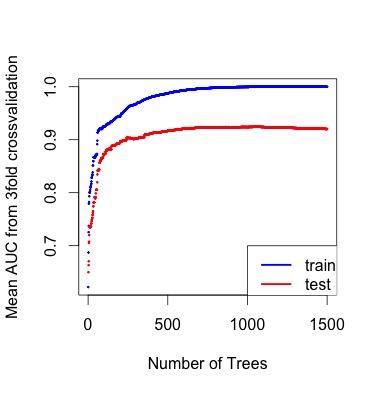 Mean AUC from 3fold crossvalidation
1.0
0.9
0.8
0.7
train
test
0
500
1000
1500
Number of Trees